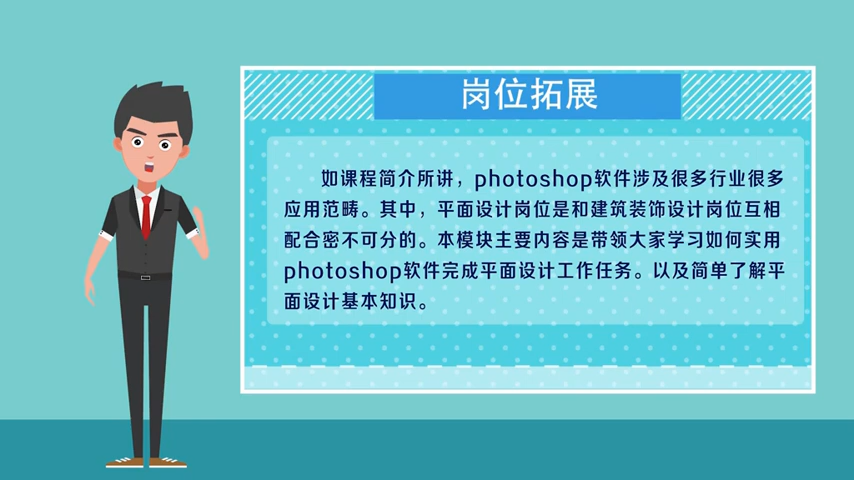 岗位拓展
如课程简介所讲，photoshop软件涉及很多行业很多
应用范畴。其中，平面设计岗位是和建筑装饰设计岗位互相
配合密不可分的。本模块主要内容是带领大家学习如何实用
photoshop软件完成平面设计工作任务。以及简单了解平
面设计基本知识。